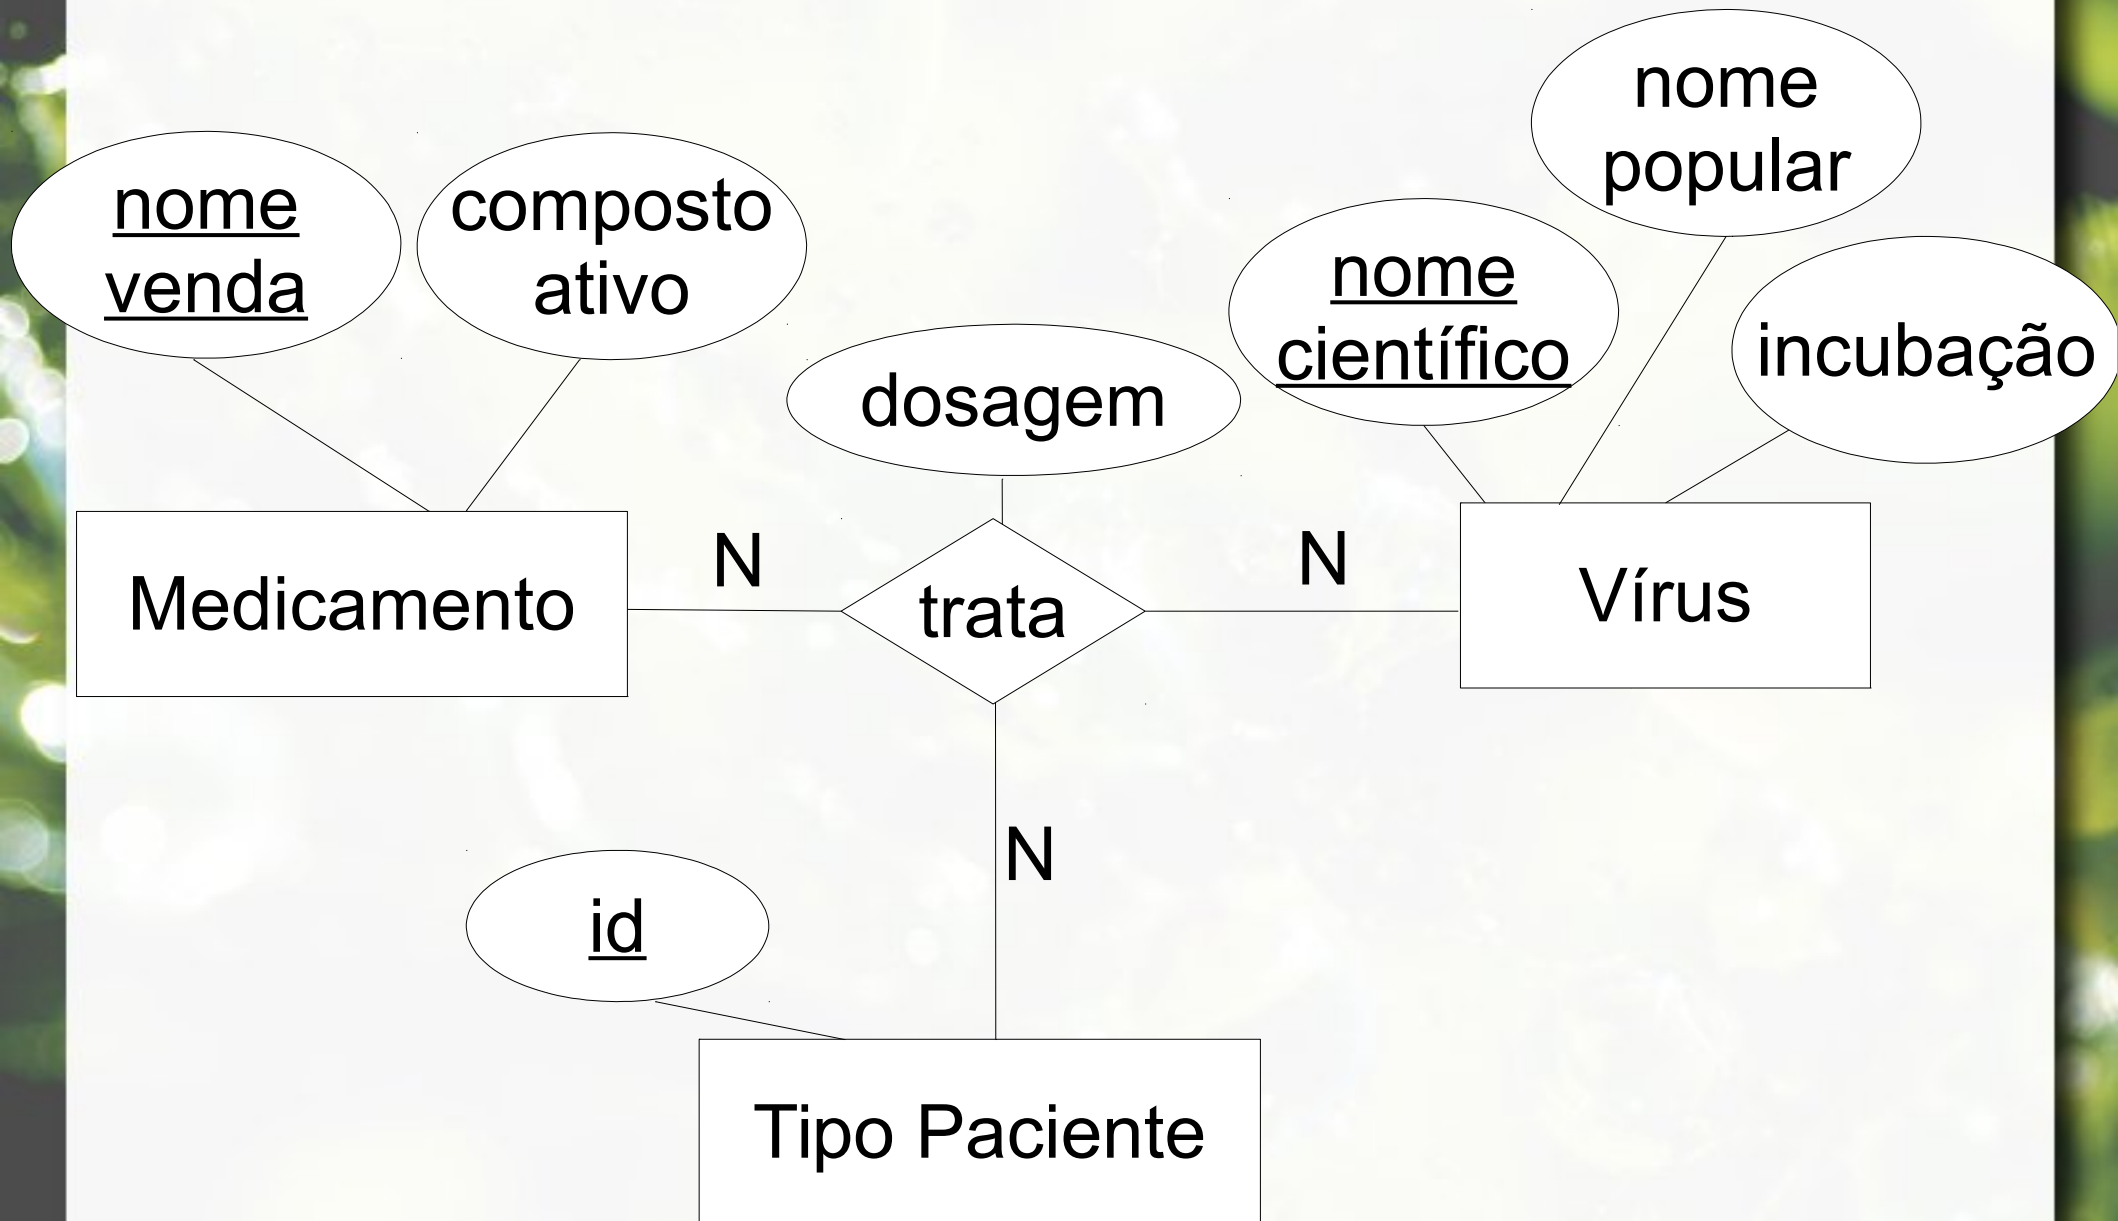 nome
popular
nome
venda
composto
ativo
nome
científico
incubação
dosagem
N
N
Medicamento
trata
Vírus
N
id
Tipo Paciente